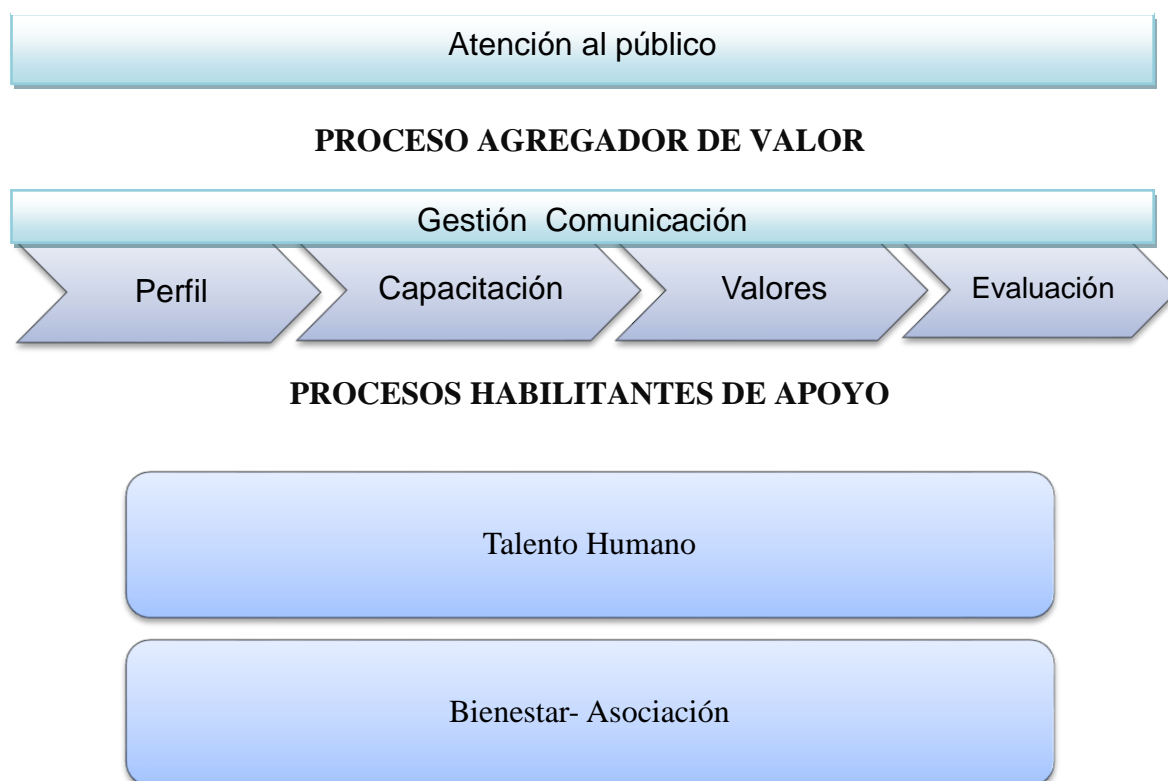 Atención al público
PROCESO AGREGADOR DE VALOR
Gestión  Comunicación
Perfil
Capacitación
Valores
Evaluación
PROCESOS HABILITANTES DE APOYO
Talento Humano
Bienestar- Asociación